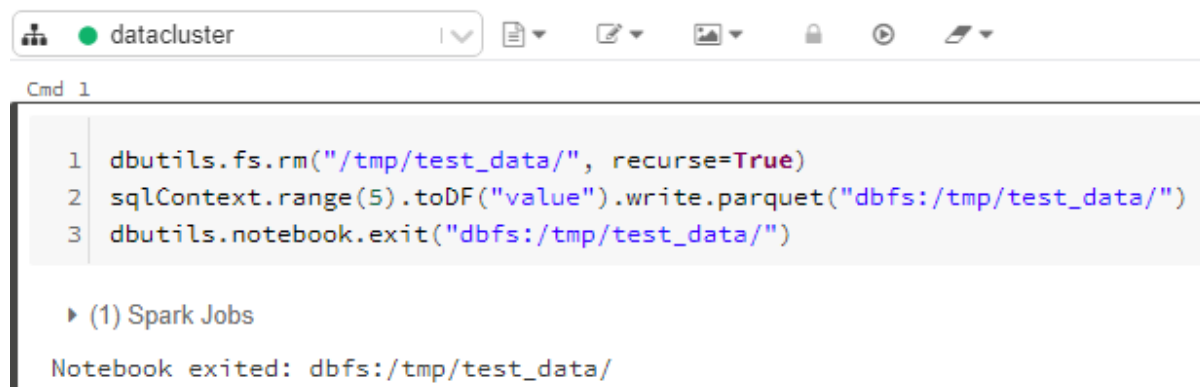 datacluster
Cmd 1
1 dbutils.fs.rm("/tmp/test_data/", recurse=True)
2 sqlContext.range(5).toDF("value").write.parquet("dbfs:/tmp/test_data/")
3 dbutils.notebook.exit("dbfs:/tmp/test_data/")
(1) Spark Jobs
Notebook exited: dbfs:/tmp/test_data/